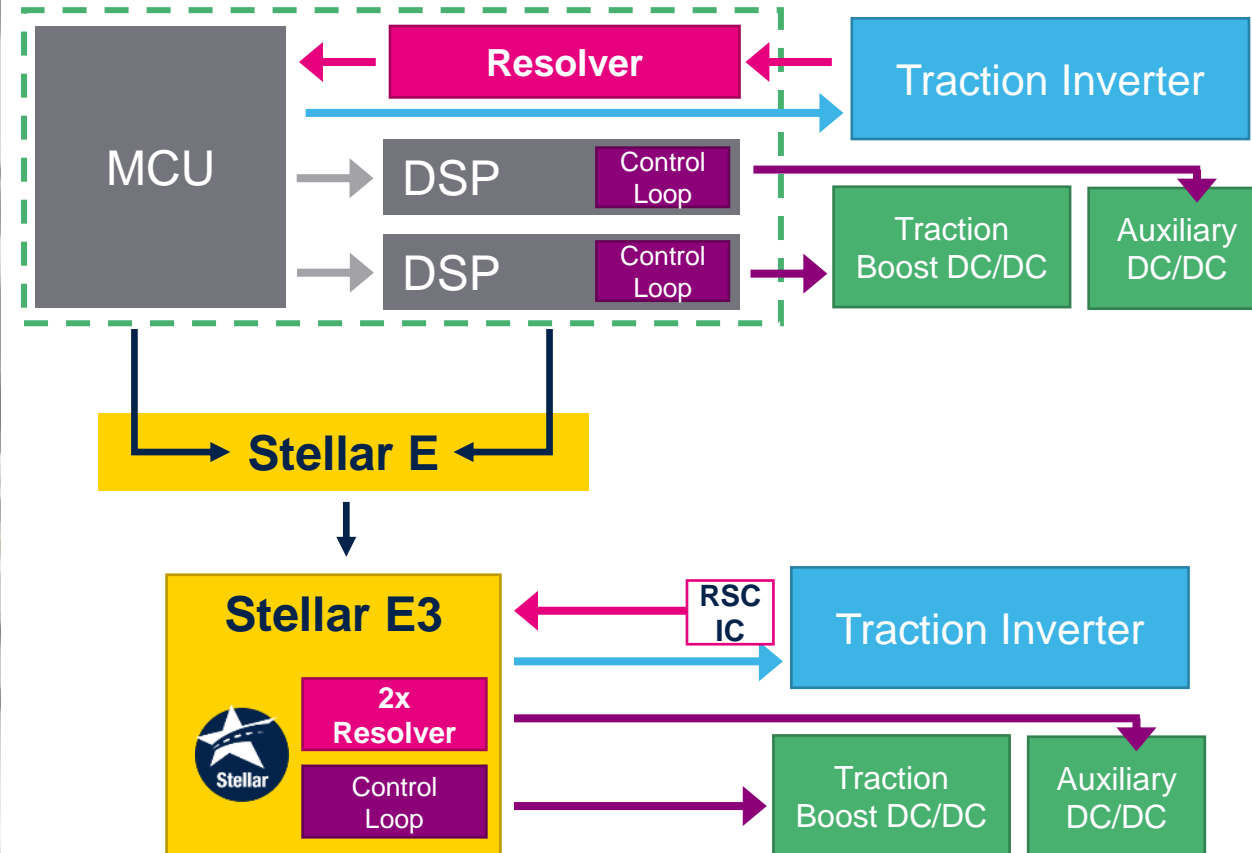 Resolver
Traction Inverter
MCU
DSP
Control
Loop
DSP
Control
Loop
Traction
Boost DC/DC
Auxiliary
DC/DC
Stellar E
Stellar E3
RSC
IC
Traction Inverter
2x
Resolver
Stellar
Control
Loop
Traction
Boost DC/DC
Auxiliary
DC/DC